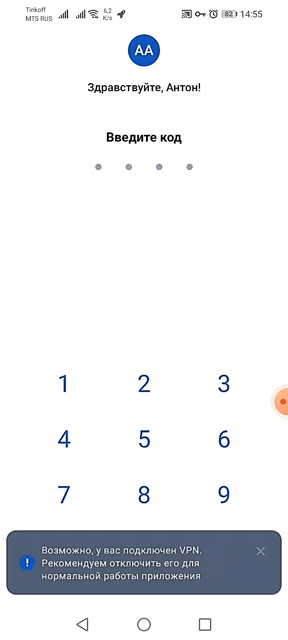 Tinkoff
MTS RUS
6,2
K/s
82
14:55
АА
Здравствуйте, Антон!
Введите код
1 2 3
4 5 6
7 8 9
Возможно, у вас подключен VPN.
Рекомендуем отключить его для
нормальной работы приложения